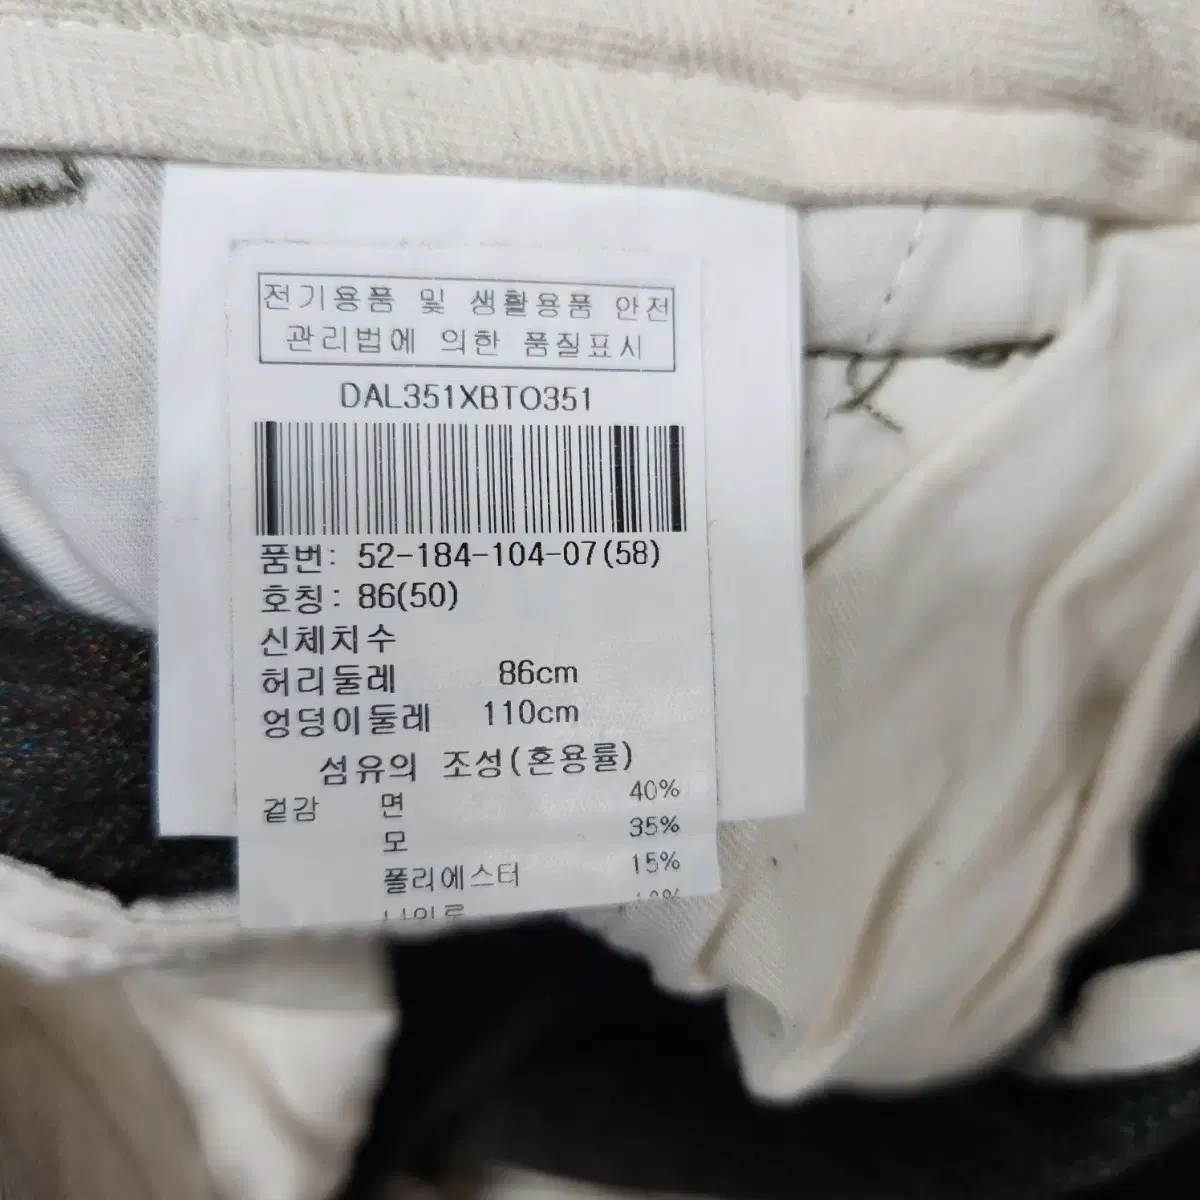 전기용품 및 생활용품 안전
관리법에 의한 품질표시
DAL351XBTO351
품번: 52-184-104-07(58)
호칭: 86(50)
신체치수
허리둘레 86cm
엉덩이둘레 110cm
섬유의 조성(혼용률)
겉감 면 40%
모 35%
폴리에스터 15%